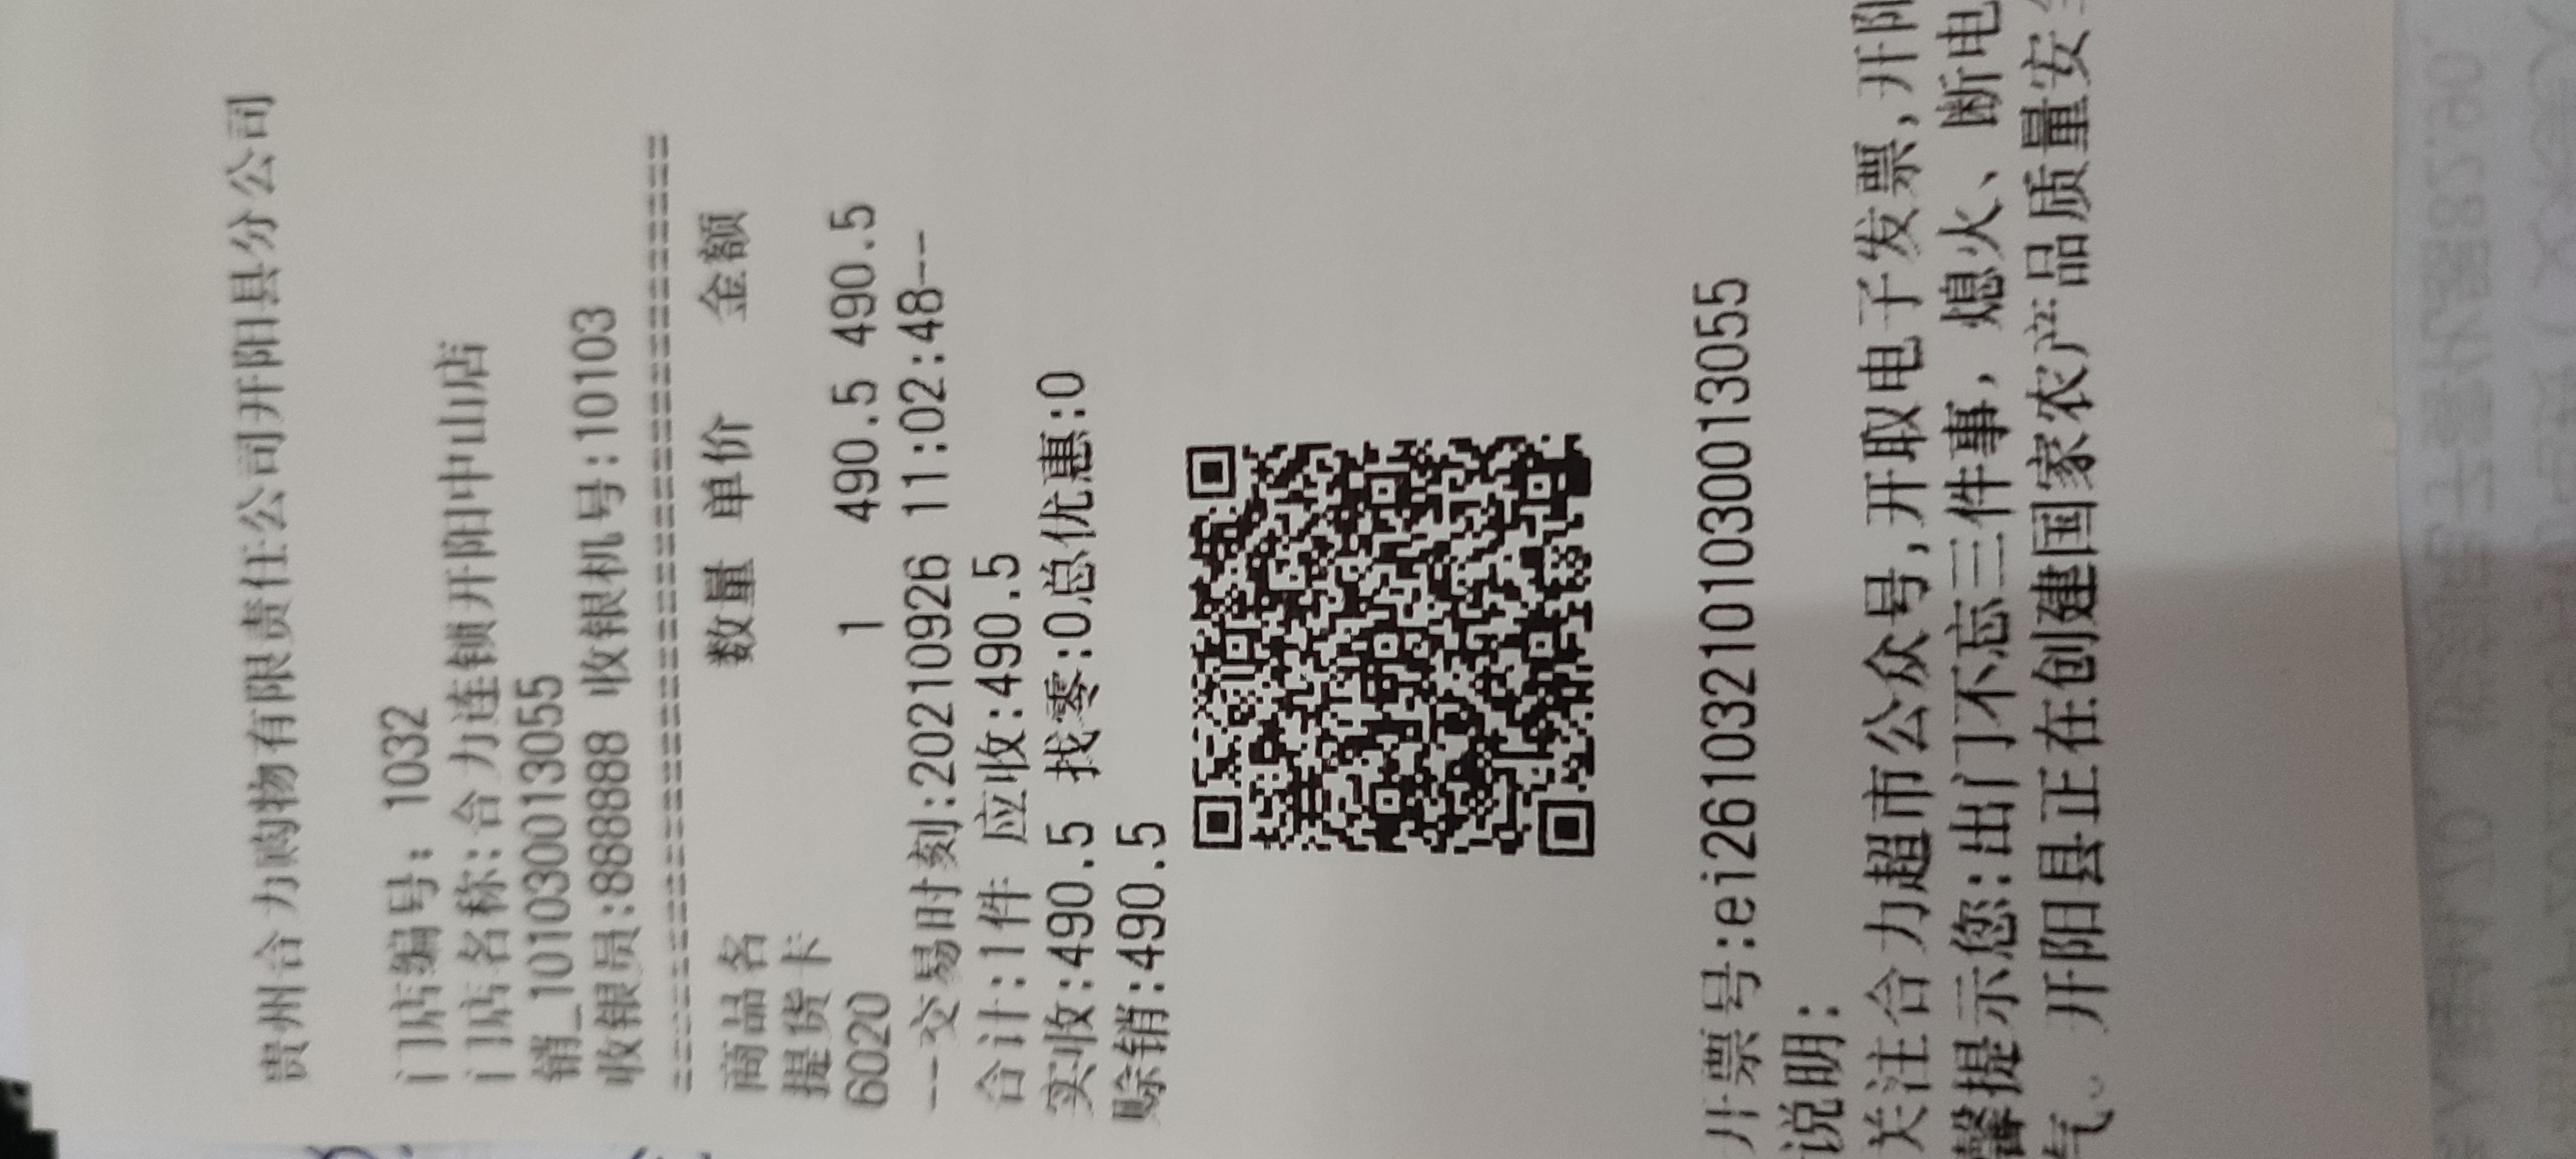 贵州合力购物有限责任公司开阳县分公司
门店编号: 1032
门店名称:合力连锁开阳中山店
销_1010300013055
收银员:888888 收银机号:10103
================================
商品名 数量 单价 金额
提货卡
6020 1 490.5 490.5
--交易时刻:20210926 11:02:48--
合计:1件 应收:490.5
实收:490.5 找零:0总优惠:0
赊销:490.5
开票号:ei2610321010300013055
说明:
关注合力超市公众号,开取电子发票,开阳
馨提示您:出门不忘三件事，熄火、断电
气。开阳县正在创建国家农产品质量安全